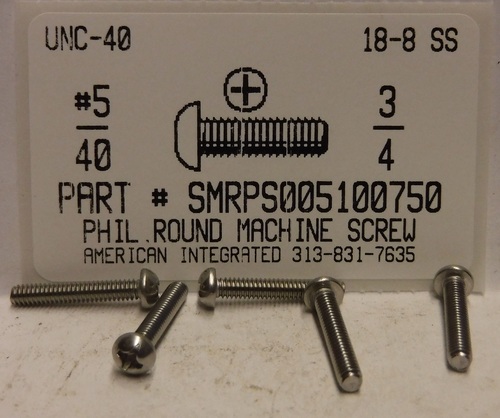 UNC-40 18-8 SS
#5 3
40 4
PART # SMRPS005100750
PHIL.ROUND MACHINE SCREW
AMERICAN INTEGRATED 313-831-7635